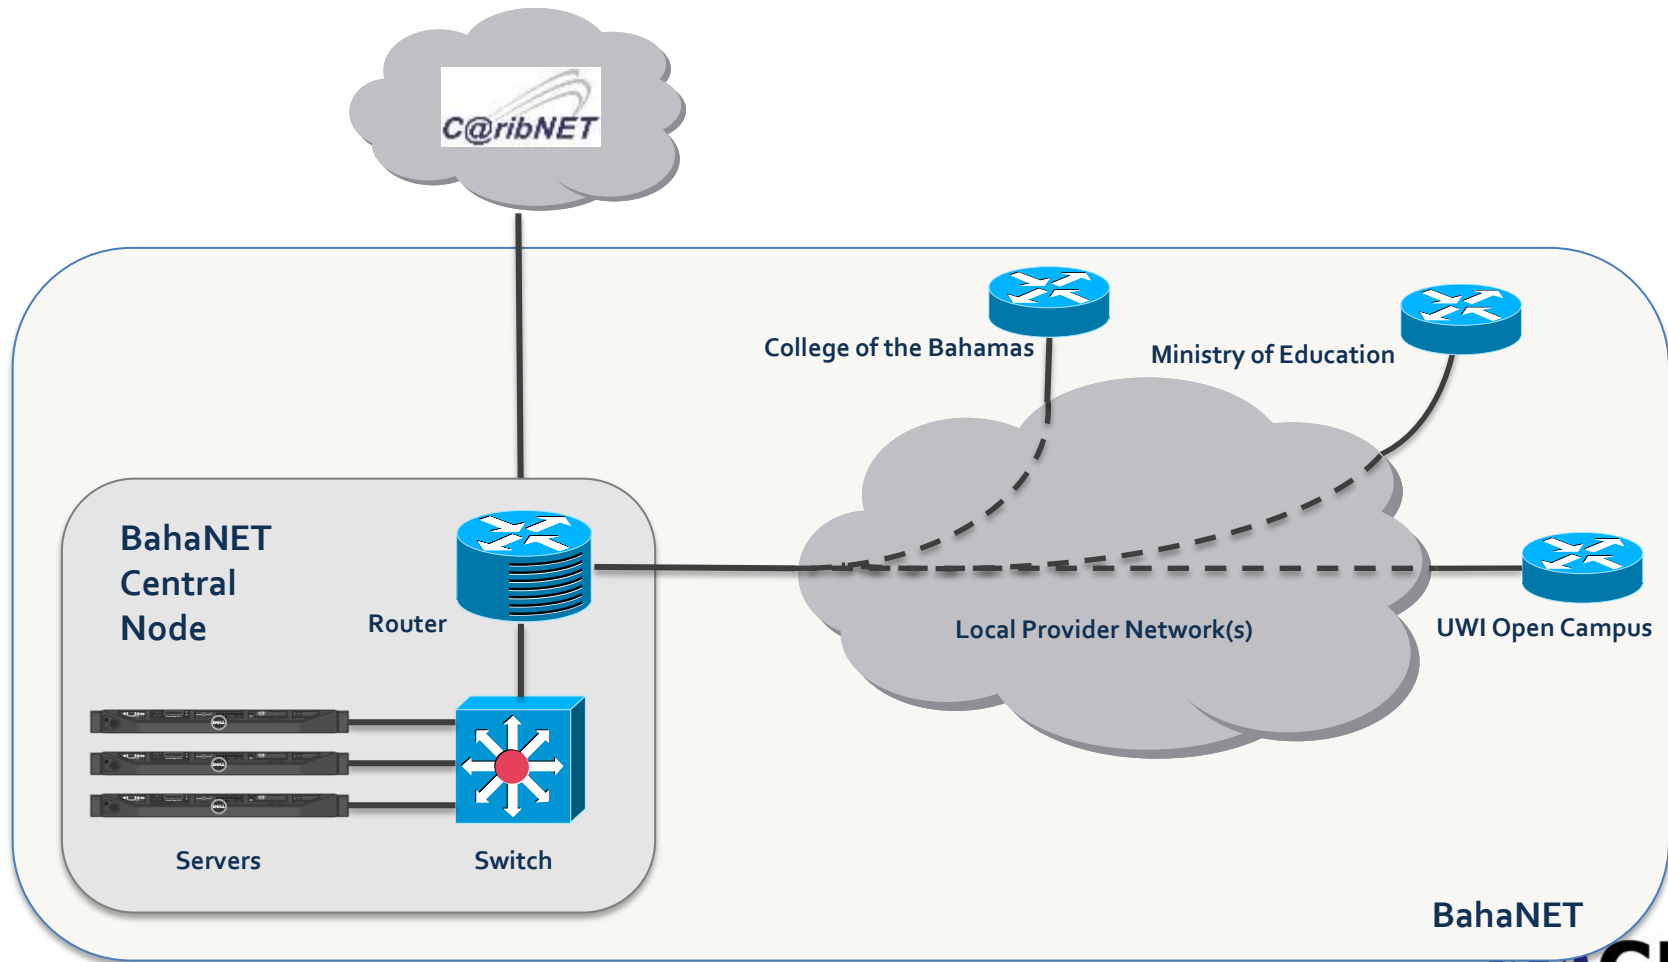 C@ribNET
College of the Bahamas
Ministry of Education
BahaNET
Central
Node
Router
Local Provider Network(s)
UWI Open Campus
Servers
Switch
BahaNET